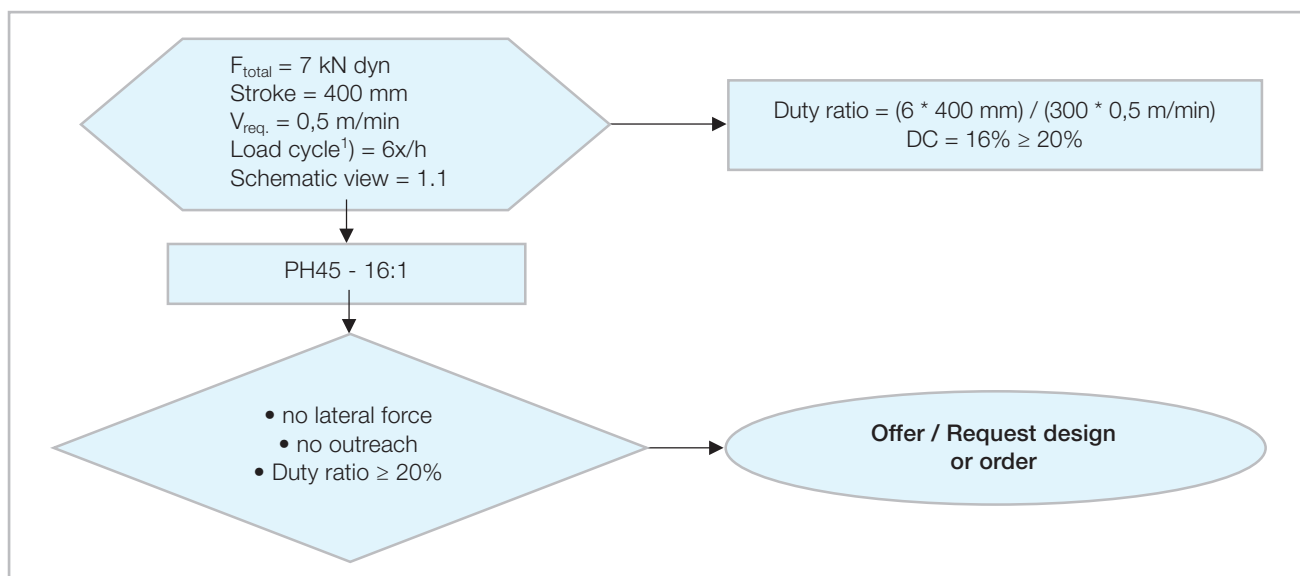 F_total = 7 kN dyn
Stroke = 400 mm
V_req. = 0,5 m/min
Load cycle¹) = 6x/h
Schematic view = 1.1
Duty ratio = (6 * 400 mm) / (300 * 0,5 m/min)
DC = 16% ≥ 20%
PH45 - 16:1
• no lateral force
• no outreach
• Duty ratio ≥ 20%
Offer / Request design
or order